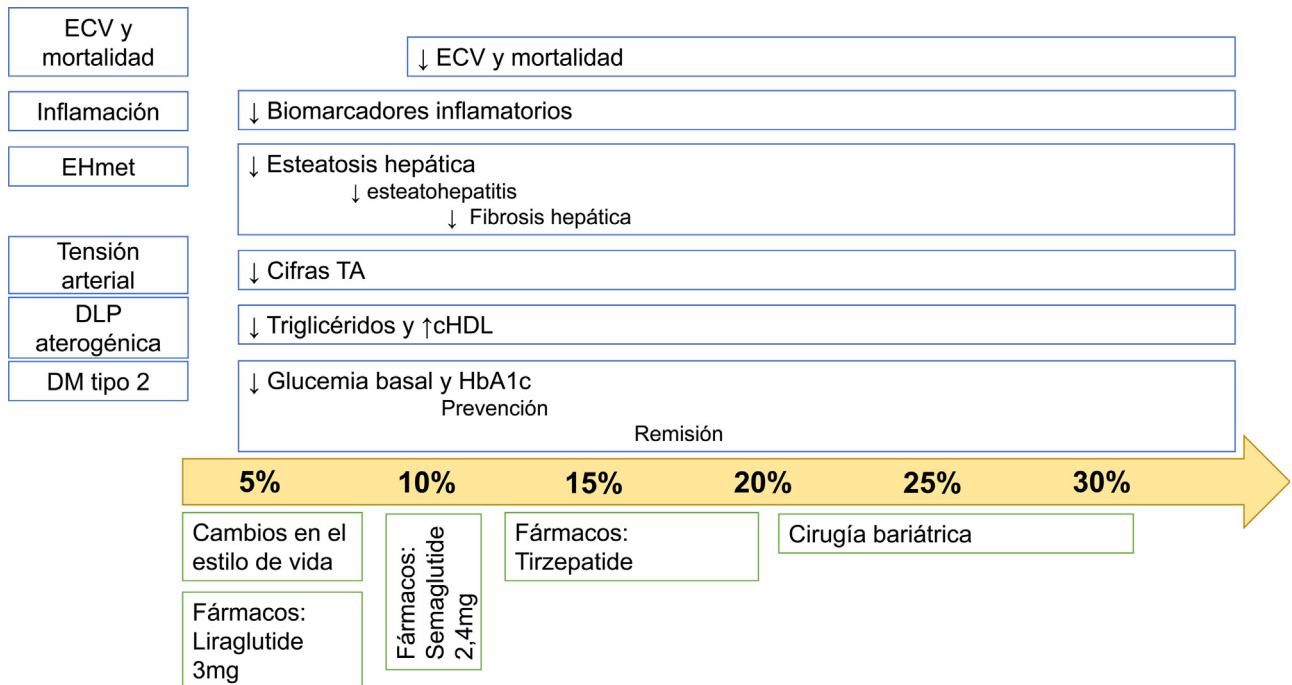 ECV y
mortalidad
↓ ECV y mortalidad
Inflamación
↓ Biomarcadores inflamatorios
EHmet
↓ Esteatosis hepática
↓ esteatohepatitis
↓ Fibrosis hepática
Tensión
arterial
↓ Cifras TA
DLP
aterogénica
↓ Triglicéridos y ↑cHDL
DM tipo 2
↓ Glucemia basal y HbA1c
Prevención
Remisión
5% 10% 15% 20% 25% 30%
Cambios en el
estilo de vida
Fármacos:
Liraglutide
3mg
Fármacos:
Semaglutide
2,4mg
Fármacos:
Tirzepatide
Cirugía bariátrica